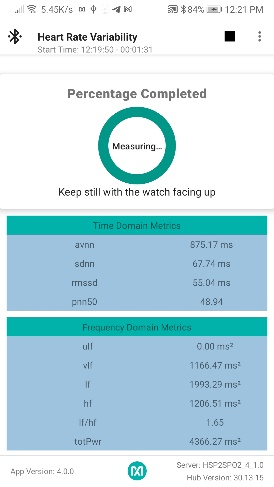 5.45K/s 84% 12:21 PM
Heart Rate Variability
Start Time: 12:19:50 - 00:01:31
Percentage Completed
Measuring...
Keep still with the watch facing up
Time Domain Metrics
avnn 875.17 ms
sdnn 67.74 ms
rmssd 55.04 ms
pnn50 48.94
Frequency Domain Metrics
ulf 0.00 ms²
vlf 1166.47 ms²
lf 1993.29 ms²
hf 1206.51 ms²
lf/hf 1.65
totPwr 4366.27 ms²
App Version: 4.0.0
Server: HSP2SPO2_4_1.0
Hub Version: 30.13.15